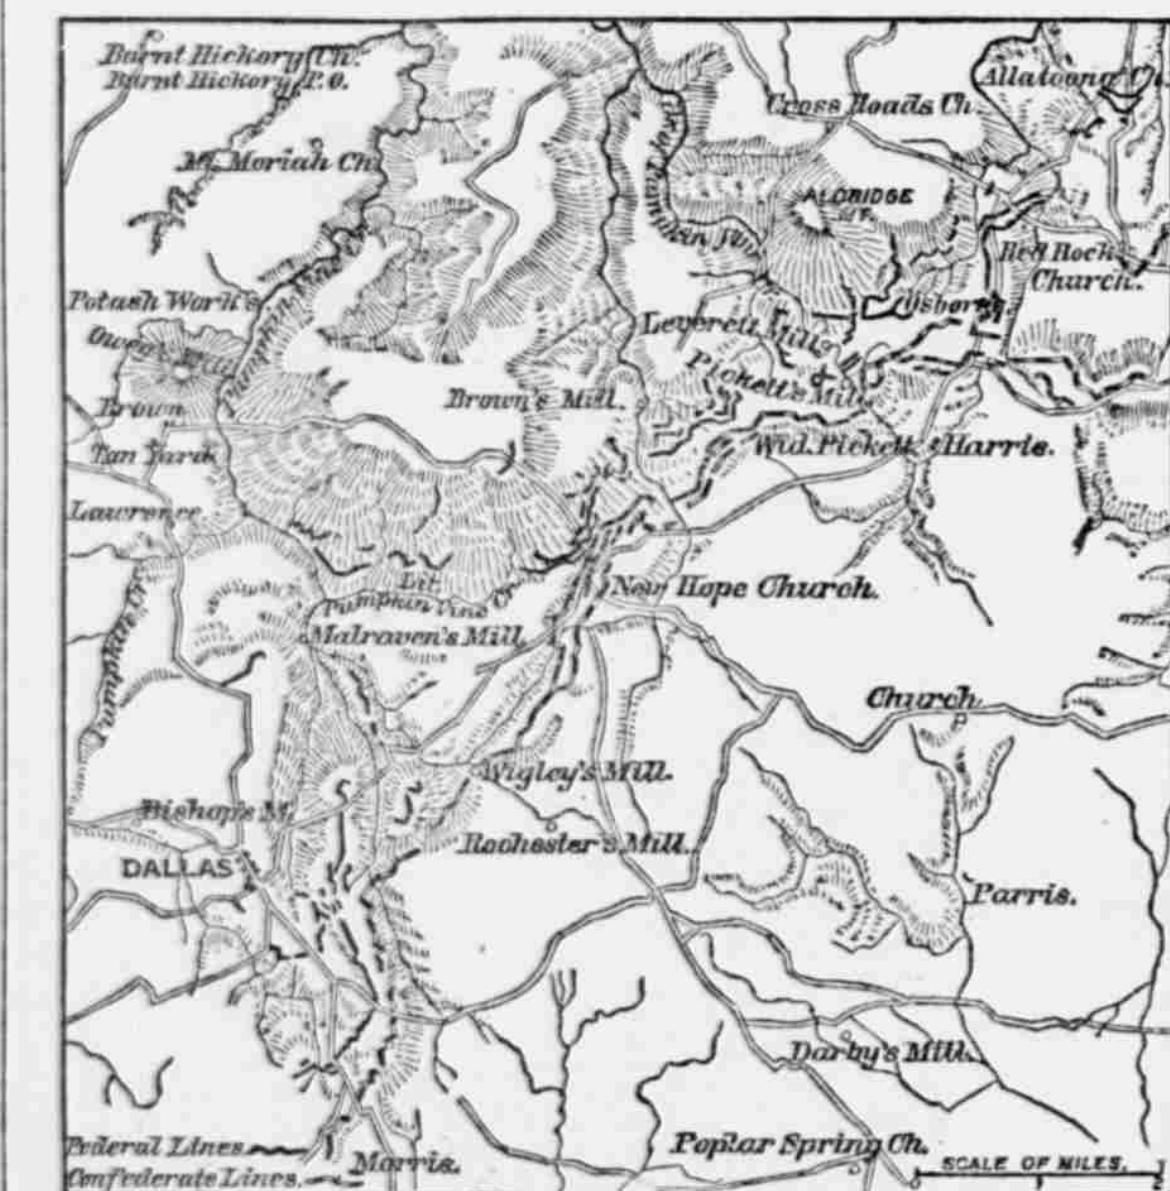 Burnt Hickory Ch.
Burnt Hickory P.O.
Allatoona Ch.
Cross Roads Ch.
Mt. Moriah Ch.
ALDRIDGE
Red Rock
Church.
Potash Works
Leverett Mills
Pickett's Mill
Brown
Brown's Mill.
Tan Yard
Wid. Pickett
Harris.
Lawrence
New Hope Church.
Lit.
Pumpkin Vine Cr.
Pumpkin Cr.
Malraven's Mill.
Church
Wigley's Mill.
Bishop's M.
Rochester's Mill.
DALLAS
Parris.
Darby's Mill.
Federal Lines
Poplar Spring Ch.
Morris.
Confederate Lines.
SCALE OF MILES.